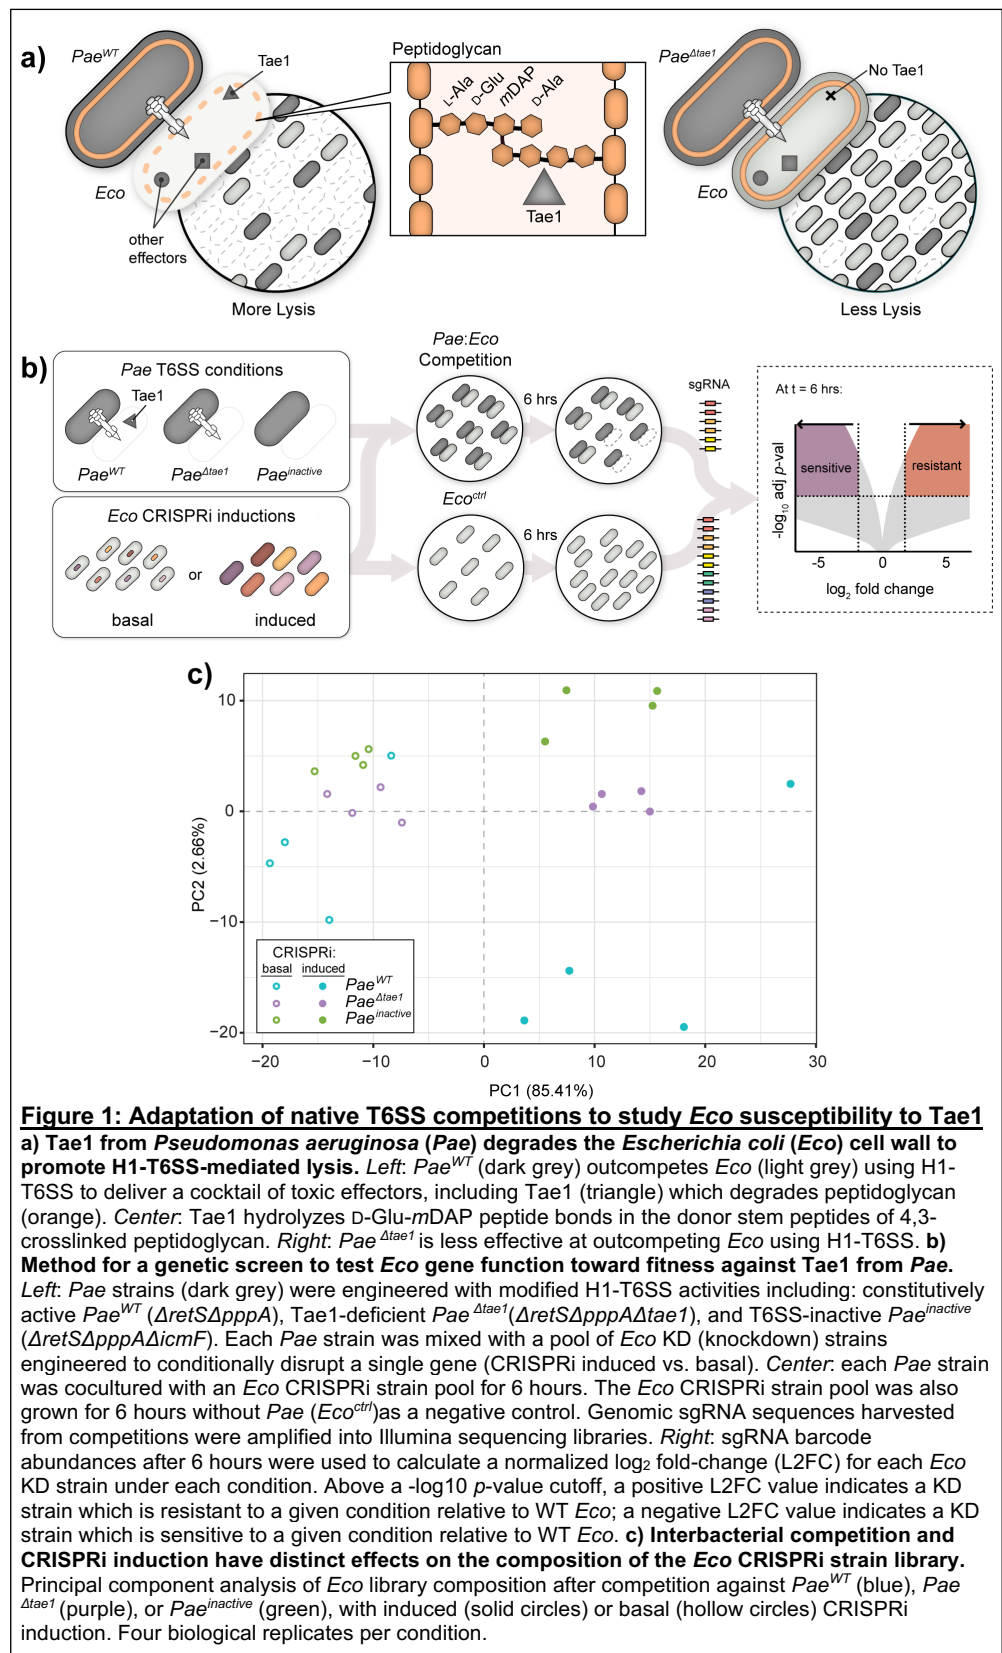 a)
Pae^WT
Tae1
Eco
other
effectors
More Lysis
Peptidoglycan
L-Ala
D-Glu
mDAP
D-Ala
Tae1
Pae^Δtae1
No Tae1
Eco
Less Lysis
b)
Pae T6SS conditions
Tae1
Pae^WT Pae^Δtae1 Pae^inactive
Eco CRISPRi inductions
or
basal induced
Pae:Eco
Competition
6 hrs
Eco^ctrl
6 hrs
sgRNA
At t = 6 hrs:
sensitive resistant
-log10 adj p-val
-5 0 5
log2 fold change
c)
10
0
−10
−20
PC2 (2.66%)
CRISPRi:
basal induced
Pae^WT
Pae^Δtae1
Pae^inactive
−20 −10 0 10 20 30
PC1 (85.41%)
Figure 1: Adaptation of native T6SS competitions to study Eco susceptibility to Tae1
a) Tae1 from Pseudomonas aeruginosa (Pae) degrades the Escherichia coli (Eco) cell wall to
promote H1-T6SS-mediated lysis. Left: Pae^WT (dark grey) outcompetes Eco (light grey) using H1-
T6SS to deliver a cocktail of toxic effectors, including Tae1 (triangle) which degrades peptidoglycan
(orange). Center: Tae1 hydrolyzes D-Glu-mDAP peptide bonds in the donor stem peptides of 4,3-
crosslinked peptidoglycan. Right: Pae ^Δtae1 is less effective at outcompeting Eco using H1-T6SS. b)
Method for a genetic screen to test Eco gene function toward fitness against Tae1 from Pae.
Left: Pae strains (dark grey) were engineered with modified H1-T6SS activities including: constitutively
active Pae^WT (ΔretSΔpppA), Tae1-deficient Pae ^Δtae1(ΔretSΔpppAΔtae1), and T6SS-inactive Pae^inactive
(ΔretSΔpppAΔicmF). Each Pae strain was mixed with a pool of Eco KD (knockdown) strains
engineered to conditionally disrupt a single gene (CRISPRi induced vs. basal). Center: each Pae strain
was cocultured with an Eco CRISPRi strain pool for 6 hours. The Eco CRISPRi strain pool was also
grown for 6 hours without Pae (Eco^ctrl)as a negative control. Genomic sgRNA sequences harvested
from competitions were amplified into Illumina sequencing libraries. Right: sgRNA barcode
abundances after 6 hours were used to calculate a normalized log2 fold-change (L2FC) for each Eco
KD strain under each condition. Above a -log10 p-value cutoff, a positive L2FC value indicates a KD
strain which is resistant to a given condition relative to WT Eco; a negative L2FC value indicates a KD
strain which is sensitive to a given condition relative to WT Eco. c) Interbacterial competition and
CRISPRi induction have distinct effects on the composition of the Eco CRISPRi strain library.
Principal component analysis of Eco library composition after competition against Pae^WT (blue), Pae
^Δtae1 (purple), or Pae^inactive (green), with induced (solid circles) or basal (hollow circles) CRISPRi
induction. Four biological replicates per condition.